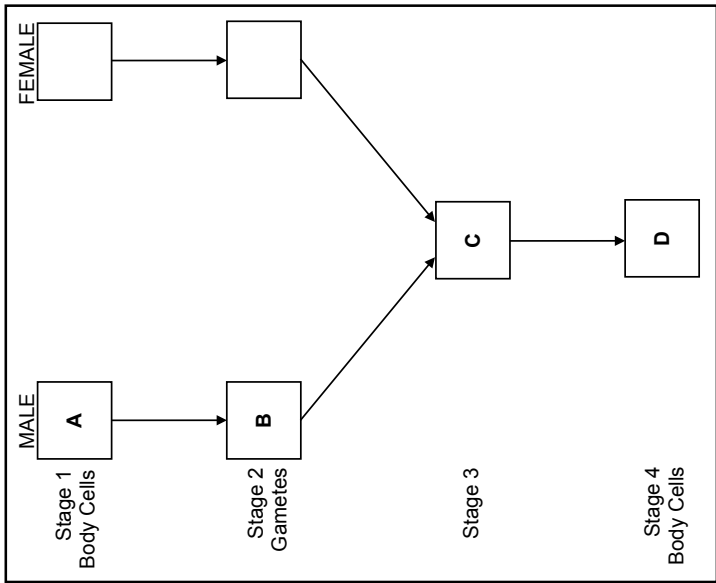 MALE
FEMALE
Stage 1
Body Cells
A
Stage 2
Gametes
B
Stage 3
C
Stage 4
Body Cells
D